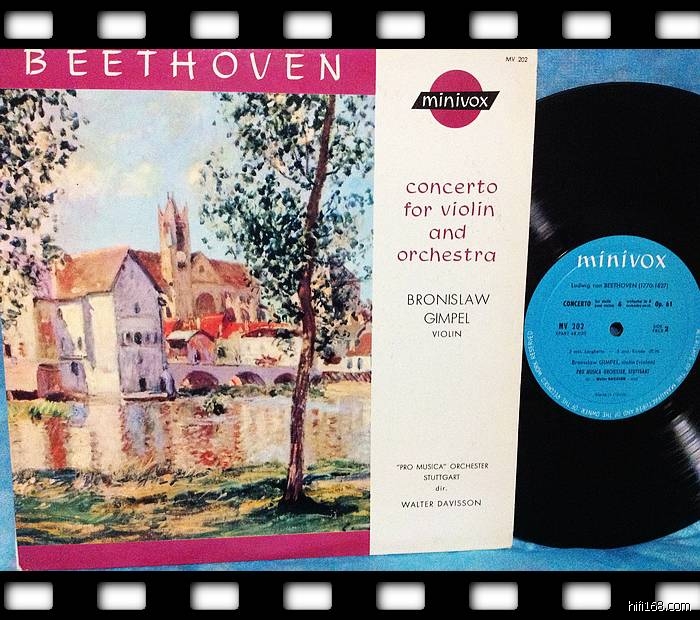 BEETHOVEN
MV 202
minivox
concerto
for violin
and
orchestra
BRONISLAW
GIMPEL
VIOLIN
"PRO MUSICA" ORCHESTER
STUTTGART
dir.
WALTER DAVISSON
minivox
Ludwig van BEETHOVEN (1770-1827)
CONCERTO
Op. 61
MV 202
SIDE
2
Bronislaw GIMPEL, violin
PRO MUSICA ORCHESTER, STUTTGART
hifi168.com